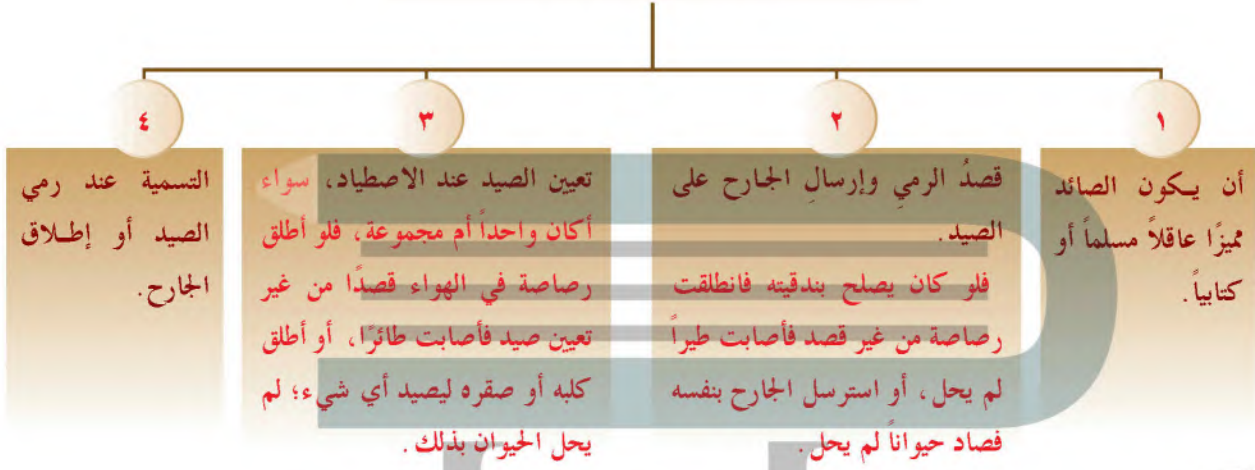 ١
أن يـكـون الصائد
مميزًا عاقلاً مسلماً أو
كتابياً.
٢
قصدُ الرميِ وإرسالِ الجارح على
الصيد.
فلو كان يصلح بندقيته فانطلقت
رصاصة من غير قصد فأصابت طيراً
لم يحل، أو استرسل الجارح بنفسه
فصاد حيواناً لم يحل.
٣
تعيين الصيد عند الاصطياد، سواء
أكان واحداً أم مجموعة، فلو أطلق
رصاصة في الهواء قصدًا من غير
تعيين صيد فأصابت طائرًا، أو أطلق
كلبه أو صقره ليصيد أي شيء؛ لم
يحل الحيوان بذلك.
٤
التسمية عند رمي
الصيد أو إطـلاق
الجارح.